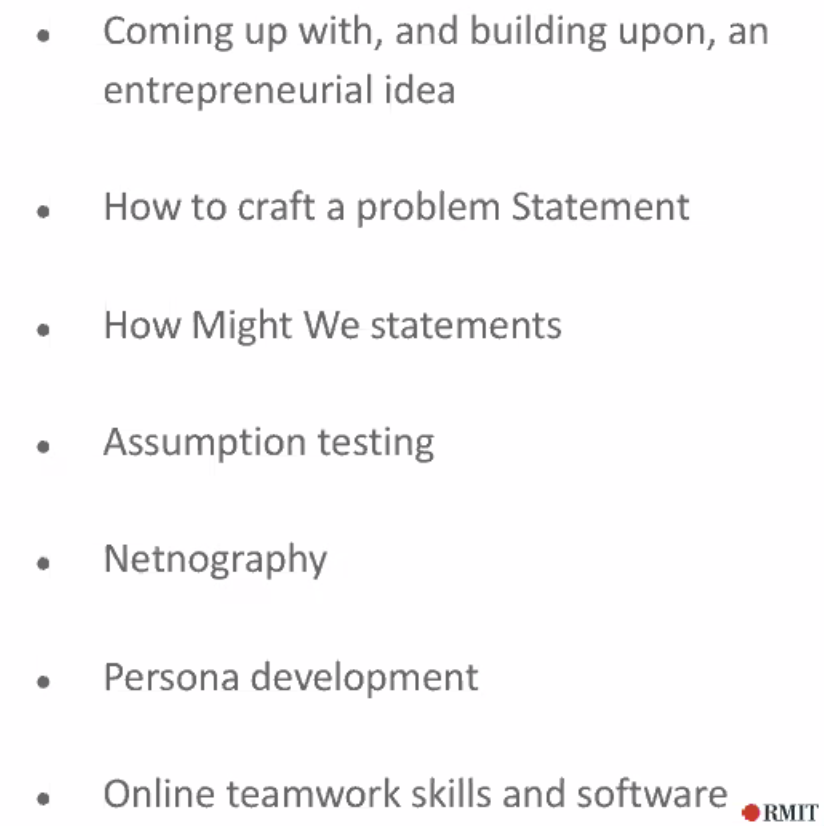 • Coming up with, and building upon, an
entrepreneurial idea
• How to craft a problem Statement
• How Might We statements
• Assumption testing
• Netnography
• Persona development
• Online teamwork skills and software
RMIT